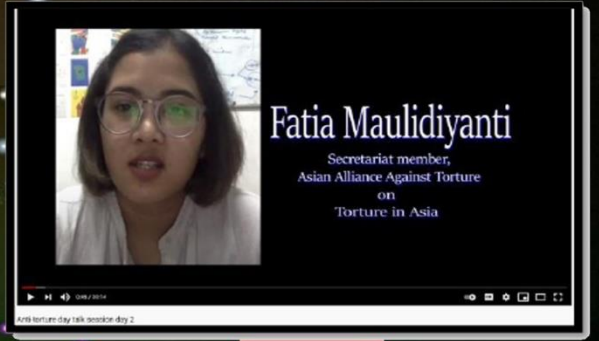 Fatia Maulidiyanti
Secretariat member,
Asian Alliance Against Torture
on
Torture in Asia
Anti-torture day talk session day 2